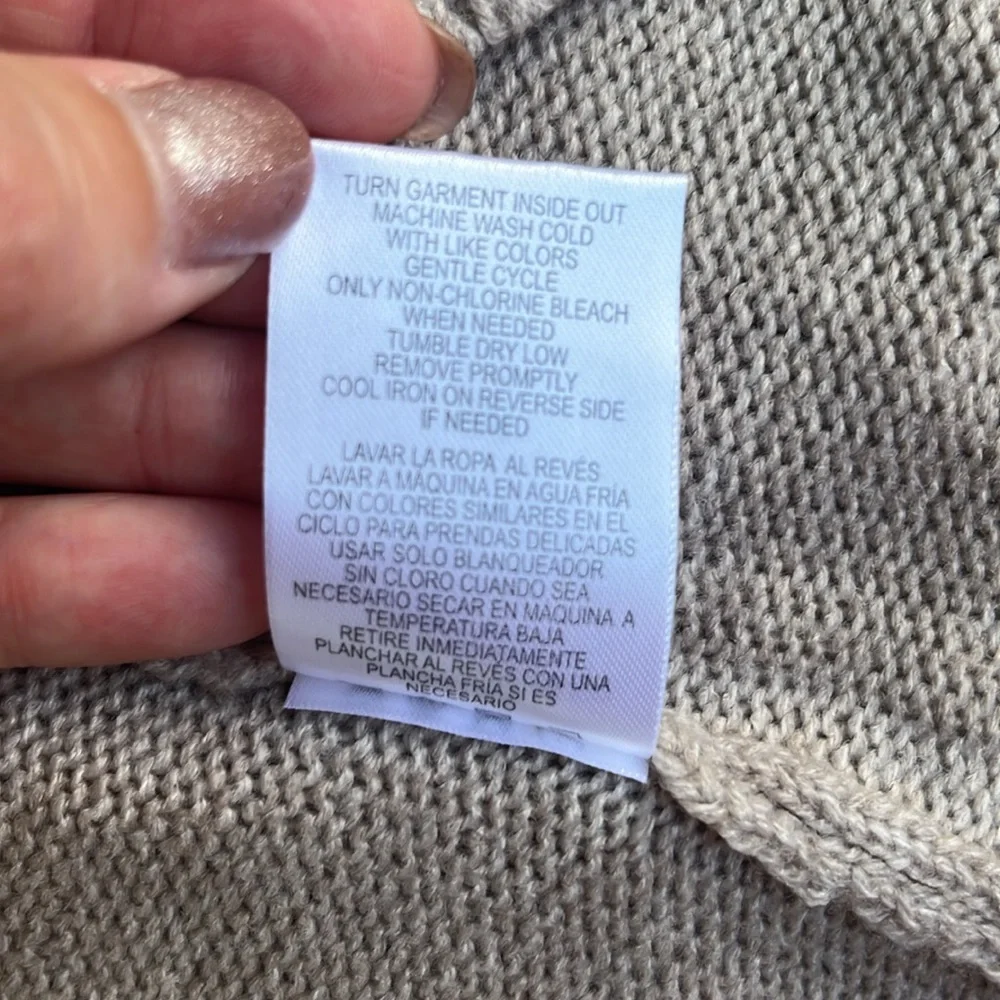 TURN GARMENT INSIDE OUT
MACHINE WASH COLD
WITH LIKE COLORS
GENTLE CYCLE
ONLY NON-CHLORINE BLEACH
WHEN NEEDED
TUMBLE DRY LOW
REMOVE PROMPTLY
COOL IRON ON REVERSE SIDE
IF NEEDED
LAVAR LA ROPA AL REVÉS
LAVAR A MAQUINA EN AGUA FRÍA
CON COLORES SIMILARES EN EL
CICLO PARA PRENDAS DELICADAS
USAR SOLO BLANQUEADOR
SIN CLORO CUANDO SEA
NECESARIO SECAR EN MAQUINA A
TEMPERATURA BAJA
RETIRE INMEDIATAMENTE
PLANCHAR AL REVÉS CON UNA
PLANCHA FRÍA SI ES
NECESARIO